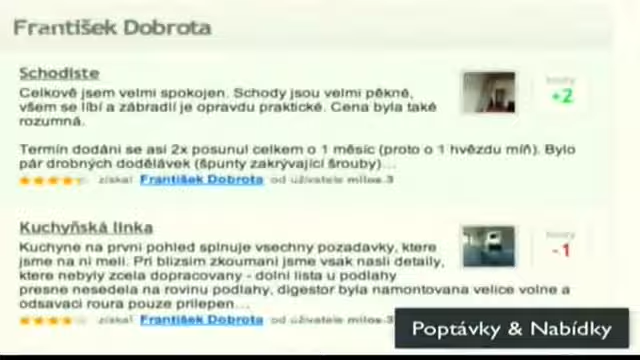 František Dobrota
Schodiste
Celkově jsem velmi spokojen. Schody jsou velmi pěkné,
všem se líbí a zábradlí je opravdu praktické. Cena byla také
rozumná.
+2
Termín dodání se asi 2x posunul celkem o 1 měsíc (proto o 1 hvězdu míň). Bylo
pár drobných dodělávek (špunty zakrývající šrouby)...
získal František Dobrota od uživatele milos.3
Kuchyňská linka
Kuchyne na prvni pohled splnuje vsechny pozadavky, ktere
jsme na ni meli. Pri blizsim zkoumani jsme vsak nasli detaily,
ktere nebyly zcela dopracovany - dolni lista u podlahy
presne nesedela na rovinu podlahy, digestor byla namontovana velice volne a
odsavaci roura pouze prilepen...
-1
získal František Dobrota od uživatele milos.3
Poptávky & Nabídky